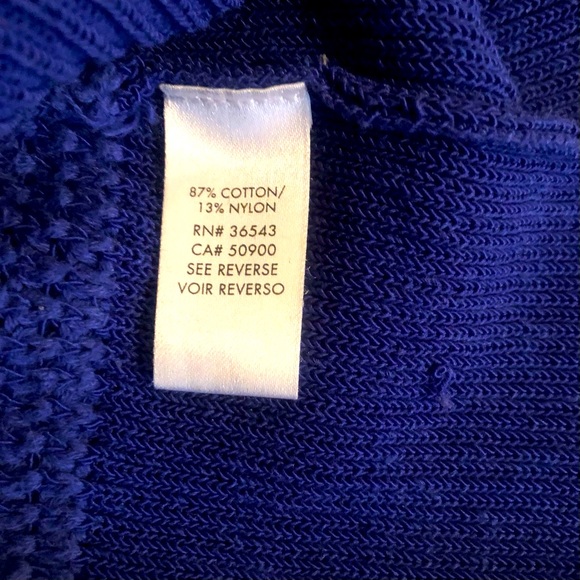 87% COTTON/
13% NYLON
RN# 36543
CA# 50900
SEE REVERSE
VOIR REVERSO